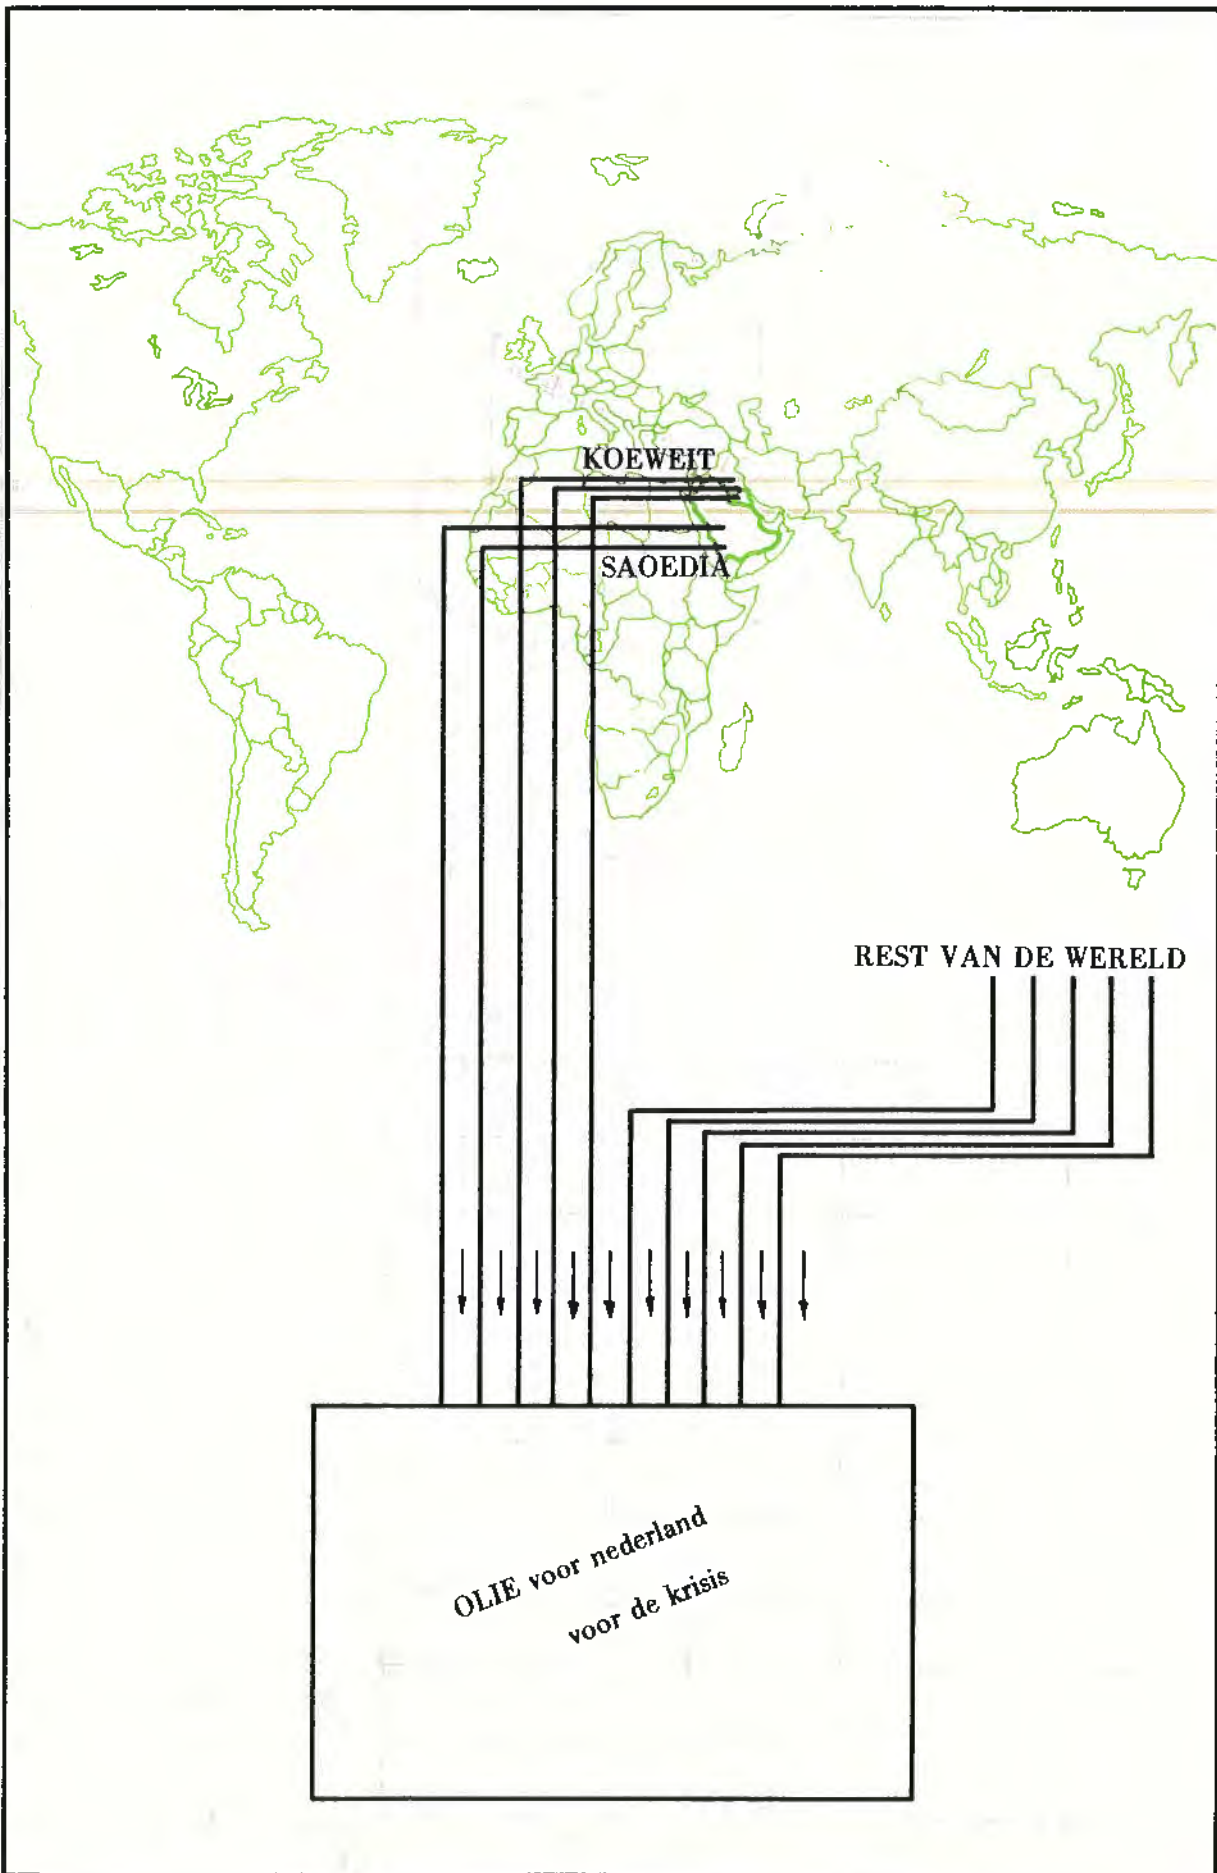 KOEWEIT
SAOEDIA
REST VAN DE WERELD
OLIE voor nederland
voor de krisis